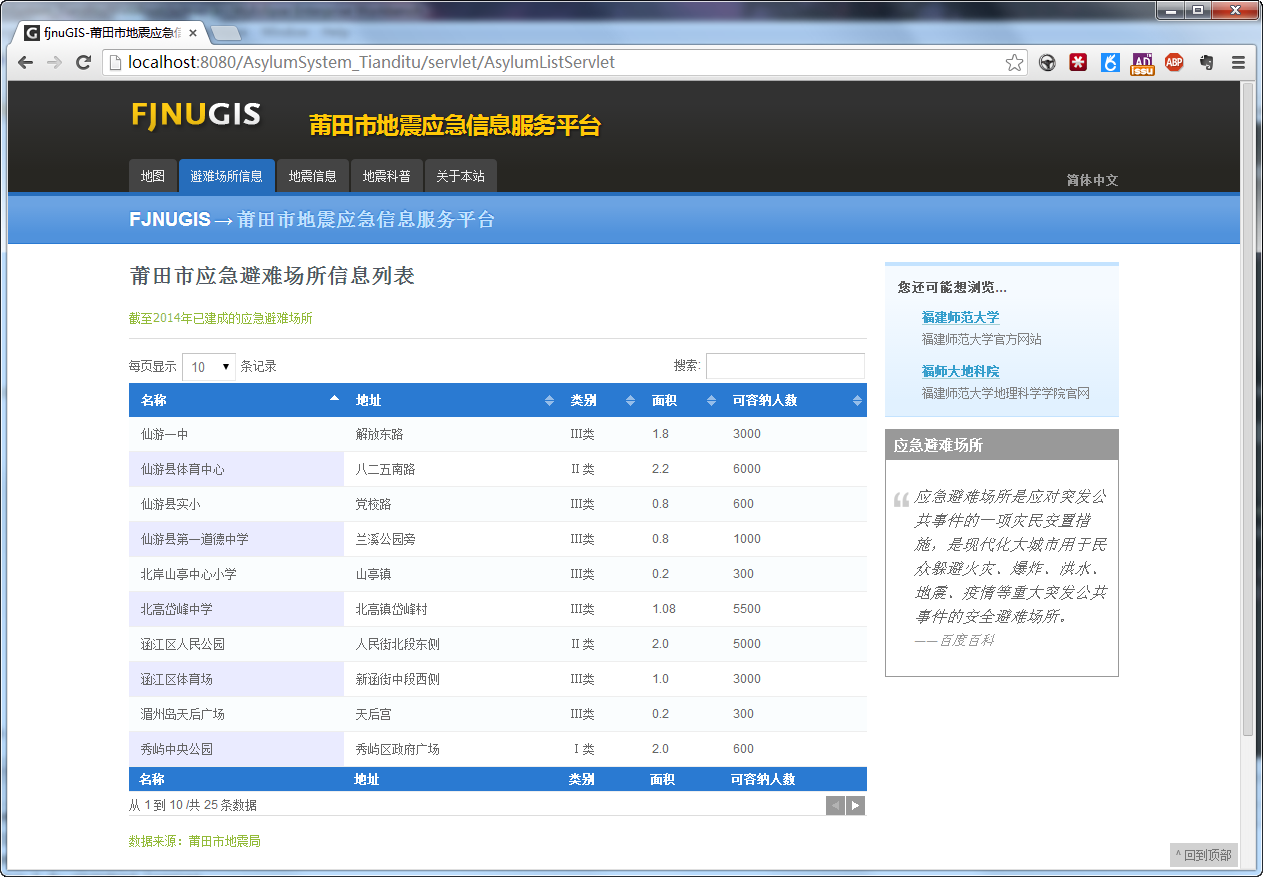 fjnuGIS-莆田市地震应急信
localhost:8080/AsylumSystem_Tianditu/servlet/AsylumListServlet
FJNUGIS
莆田市地震应急信息服务平台
地图 避难场所信息 地震信息 地震科普 关于本站
简体中文
FJNUGIS→莆田市地震应急信息服务平台
莆田市应急避难场所信息列表
截至2014年已建成的应急避难场所
每页显示 10 条记录 搜索:
名称 地址 类别 面积 可容纳人数
仙游一中 解放东路 III类 1.8 3000
仙游县体育中心 八二五南路 II 类 2.2 6000
仙游县实小 党校路 III类 0.8 600
仙游县第一道德中学 兰溪公园旁 III类 0.8 1000
北岸山亭中心小学 山亭镇 III类 0.2 300
北高岱峰中学 北高镇岱峰村 III类 1.08 5500
涵江区人民公园 人民街北段东侧 II 类 2.0 5000
涵江区体育场 新涵街中段西侧 III类 1.0 3000
湄州岛天后广场 天后宫 III类 0.2 300
秀屿中央公园 秀屿区政府广场 I 类 2.0 600
名称 地址 类别 面积 可容纳人数
从 1 到 10 /共 25 条数据
数据来源：莆田市地震局
您还可能想浏览...
福建师范大学
福建师范大学官方网站
福师大地科院
福建师范大学地理科学学院官网
应急避难场所
“应急避难场所是应对突发公
共事件的一项灾民安置措
施，是现代化大城市用于民
众躲避火灾、爆炸、洪水、
地震、疫情等重大突发公共
事件的安全避难场所。
——百度百科
^ 回到顶部